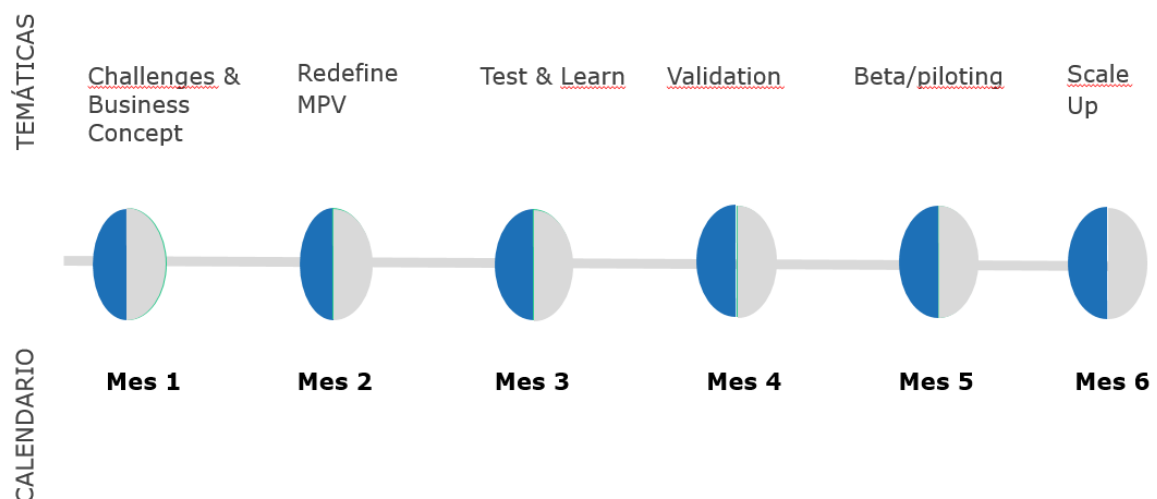 TEMÁTICAS
Challenges &
Business
Concept
Redefine
MPV
Test & Learn
Validation
Beta/piloting
Scale
Up
CALENDARIO
Mes 1
Mes 2
Mes 3
Mes 4
Mes 5
Mes 6